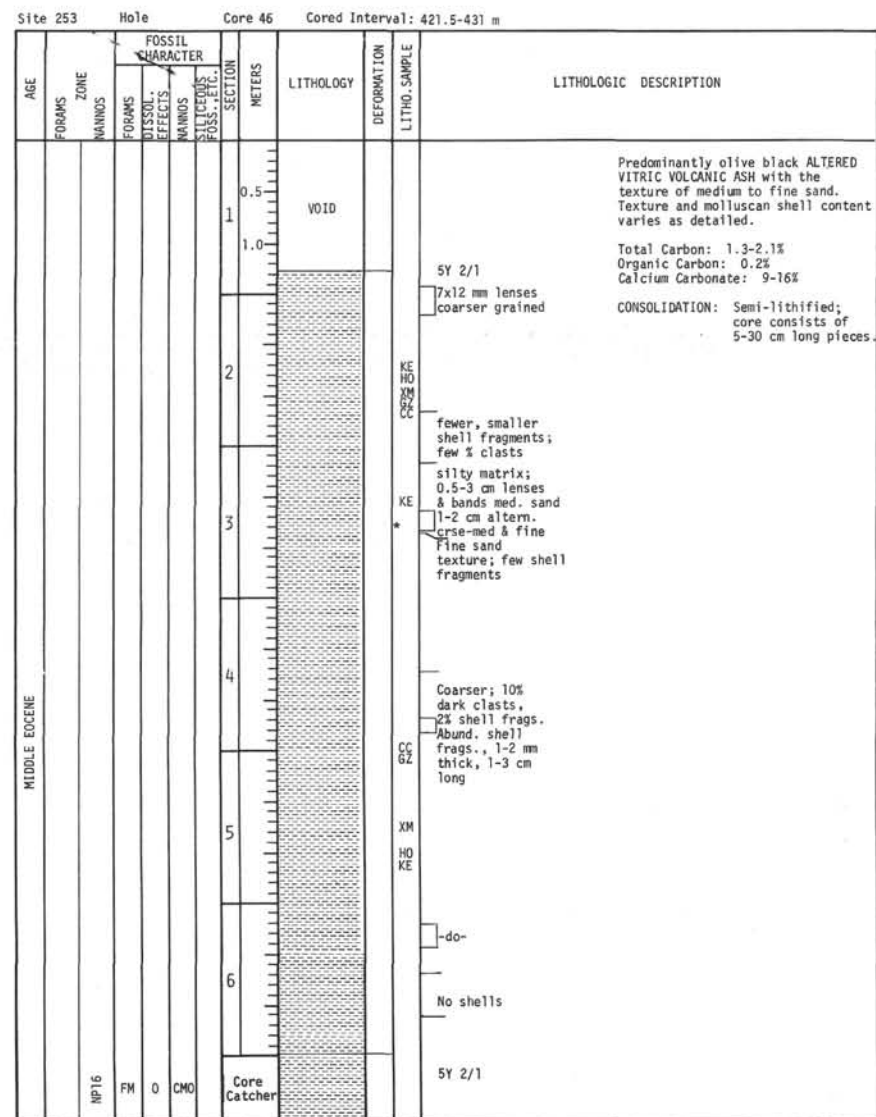 Site 253 Hole Core 46 Cored Interval: 421.5-431 m
AGE
ZONE
FORAMS
NANNOS
FOSSIL
CHARACTER
FORAMS
DISSOL.
EFFECTS
NANNOS
SILICEOUS
FOSS., ETC.
SECTION
METERS
LITHOLOGY
DEFORMATION
LITHO.SAMPLE
LITHOLOGIC DESCRIPTION
MIDDLE EOCENE
NP16
FM
O
CMO
1
0.5
1.0
VOID
2
3
4
5
6
Core
Catcher
KE
HO
XM
GZ
CC
KE
*
CC
GZ
XM
HO
KE
5Y 2/1
7x12 mm lenses
coarser grained
fewer, smaller
shell fragments;
few % clasts
silty matrix;
0.5-3 cm lenses
& bands med. sand
1-2 cm altern.
crse-med & fine
Fine sand
texture; few shell
fragments
Coarser; 10%
dark clasts,
2% shell frags.
Abund. shell
frags., 1-2 mm
thick, 1-3 cm
long
-do-
No shells
5Y 2/1
Predominantly olive black ALTERED
VITRIC VOLCANIC ASH with the
texture of medium to fine sand.
Texture and molluscan shell content
varies as detailed.
Total Carbon: 1.3-2.1%
Organic Carbon: 0.2%
Calcium Carbonate: 9-16%
CONSOLIDATION: Semi-lithified;
core consists of
5-30 cm long pieces.